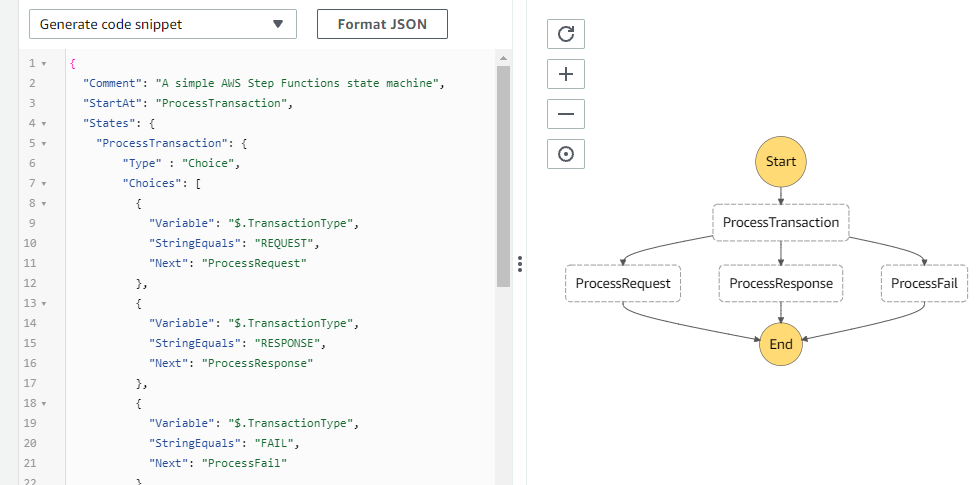 Generate code snippet
Format JSON
1 {
2 "Comment": "A simple AWS Step Functions state machine",
3 "StartAt": "ProcessTransaction",
4 "States": {
5 "ProcessTransaction": {
6 "Type" : "Choice",
7 "Choices": [
8 {
9 "Variable": "$.TransactionType",
10 "StringEquals": "REQUEST",
11 "Next": "ProcessRequest"
12 },
13 {
14 "Variable": "$.TransactionType",
15 "StringEquals": "RESPONSE",
16 "Next": "ProcessResponse"
17 },
18 {
19 "Variable": "$.TransactionType",
20 "StringEquals": "FAIL",
21 "Next": "ProcessFail"
22 }
Start
ProcessTransaction
ProcessRequest
ProcessResponse
ProcessFail
End